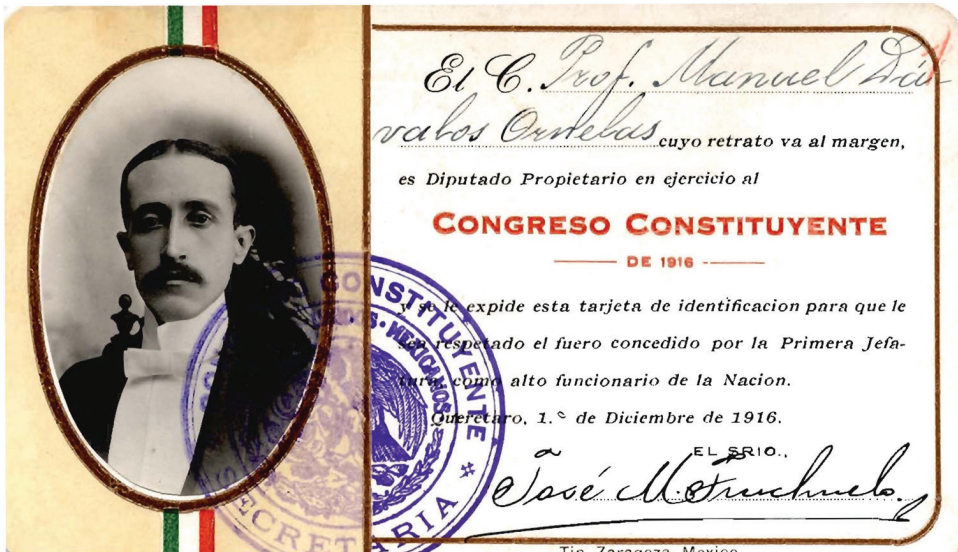 El C. Prof. Manuel Dá-
valos Ornelas cuyo retrato va al margen,
es Diputado Propietario en ejercicio al
CONGRESO CONSTITUYENTE
DE 1916
y se le expide esta tarjeta de identificacion para que le
sea respetado el fuero concedido por la Primera Jefa-
tura, como alto funcionario de la Nacion.
Querétaro, 1.º de Diciembre de 1916.
EL SRIO.,
José M. Truchuelo.
CONSTITUYENTE
MEXICANOS
SECRETARIA
Tip. Zaragoza, Mexico